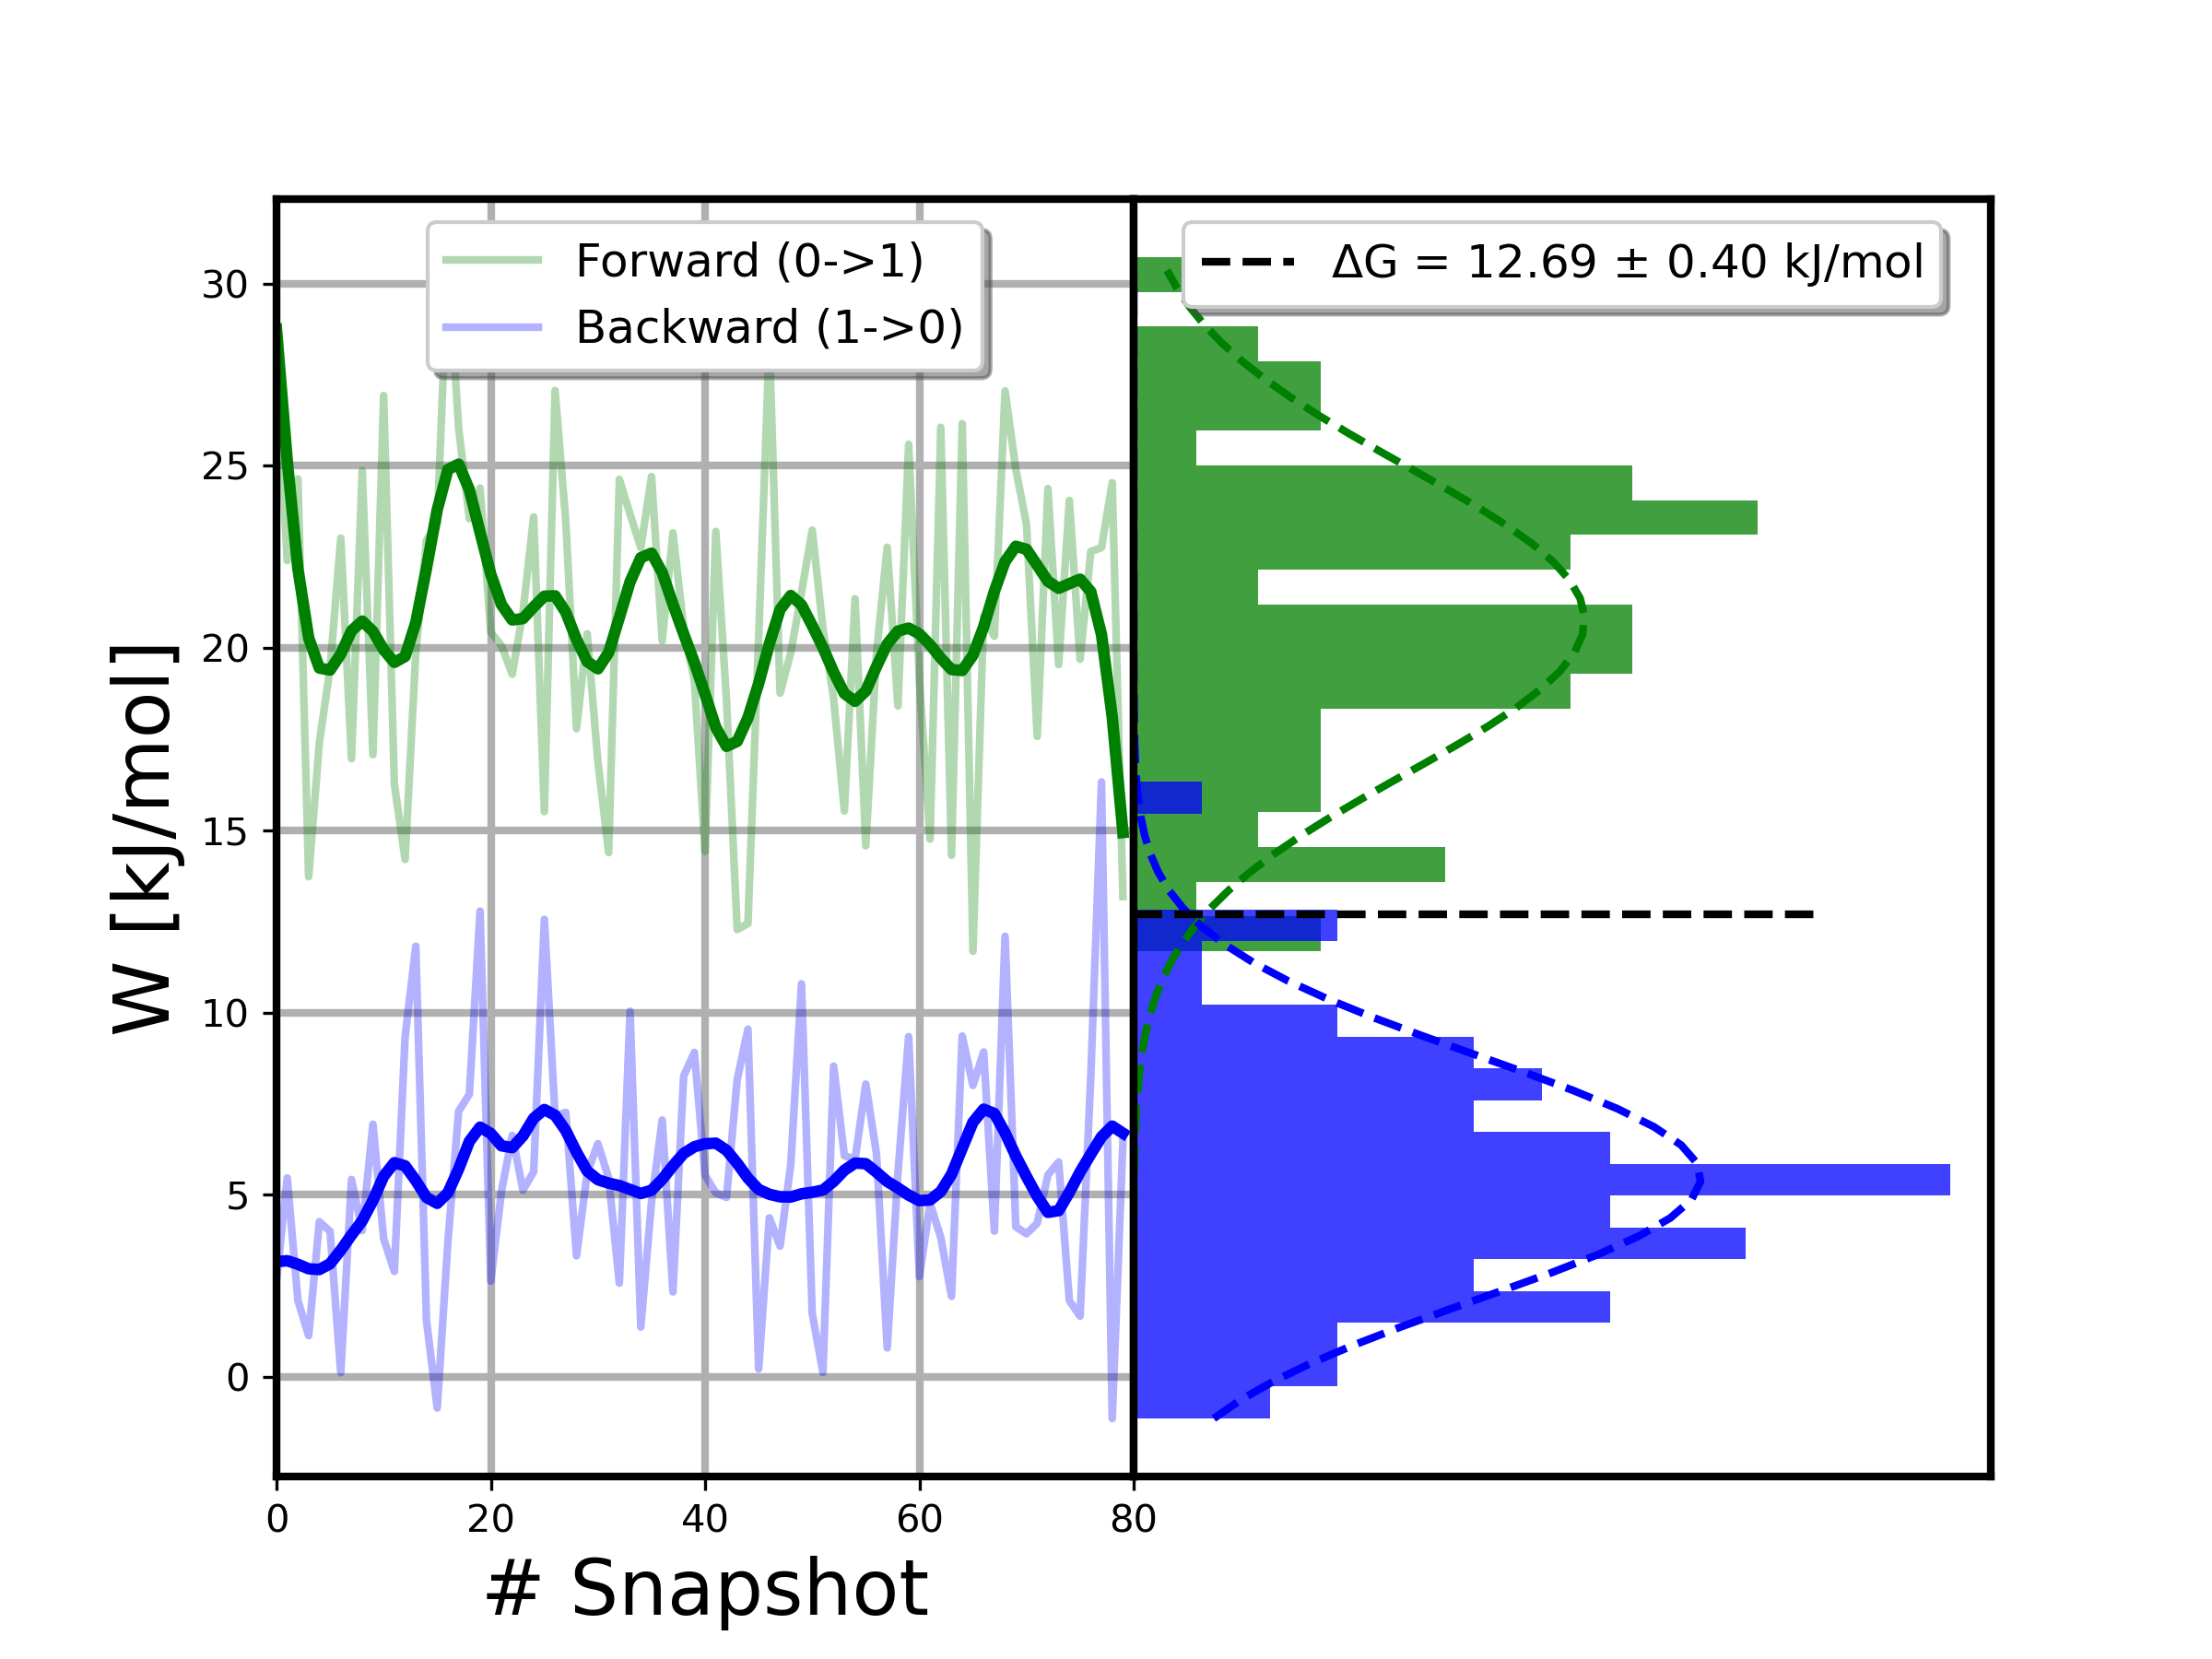 Forward (0->1)
Backward (1->0)
ΔG = 12.69 ± 0.40 kJ/mol
W [kJ/mol]
30
25
20
15
10
5
0
0 20 40 60 80
# Snapshot